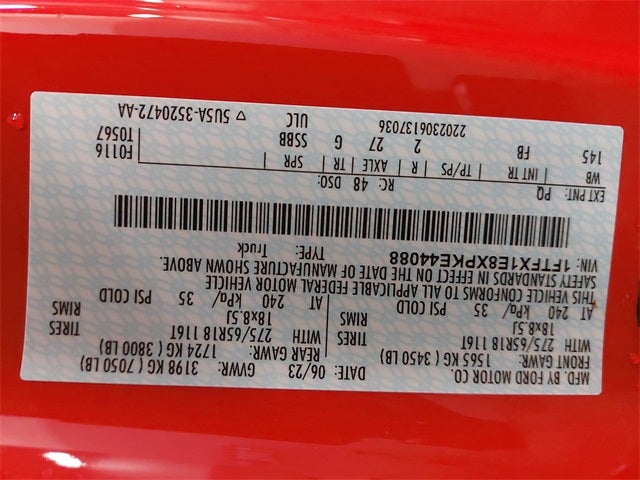 MFD. BY FORD MOTOR CO.
DATE: 06/23 GVWR: 3198 KG ( 7050 LB)
FRONT GAWR: 1565 KG ( 3450 LB) REAR GAWR: 1724 KG ( 3800 LB)
WITH 275/65R18 116T TIRES WITH 275/65R18 116T TIRES
18x8.5J RIMS 18x8.5J RIMS
AT 240 kPa/ 35 PSI COLD AT 240 kPa/ 35 PSI COLD
THIS VEHICLE CONFORMS TO ALL APPLICABLE FEDERAL MOTOR VEHICLE
SAFETY STANDARDS IN EFFECT ON THE DATE OF MANUFACTURE SHOWN ABOVE.
VIN: 1FTFX1E8XPKE44088 TYPE: Truck
EXT PNT: PQ RC: 48 DSO:
WB INT TR TP/PS R AXLE TR SPR F0116
145 FB 2 27 G SSBB T0567
2202306137036 ULC ▽ 5U5A-3520472-AA